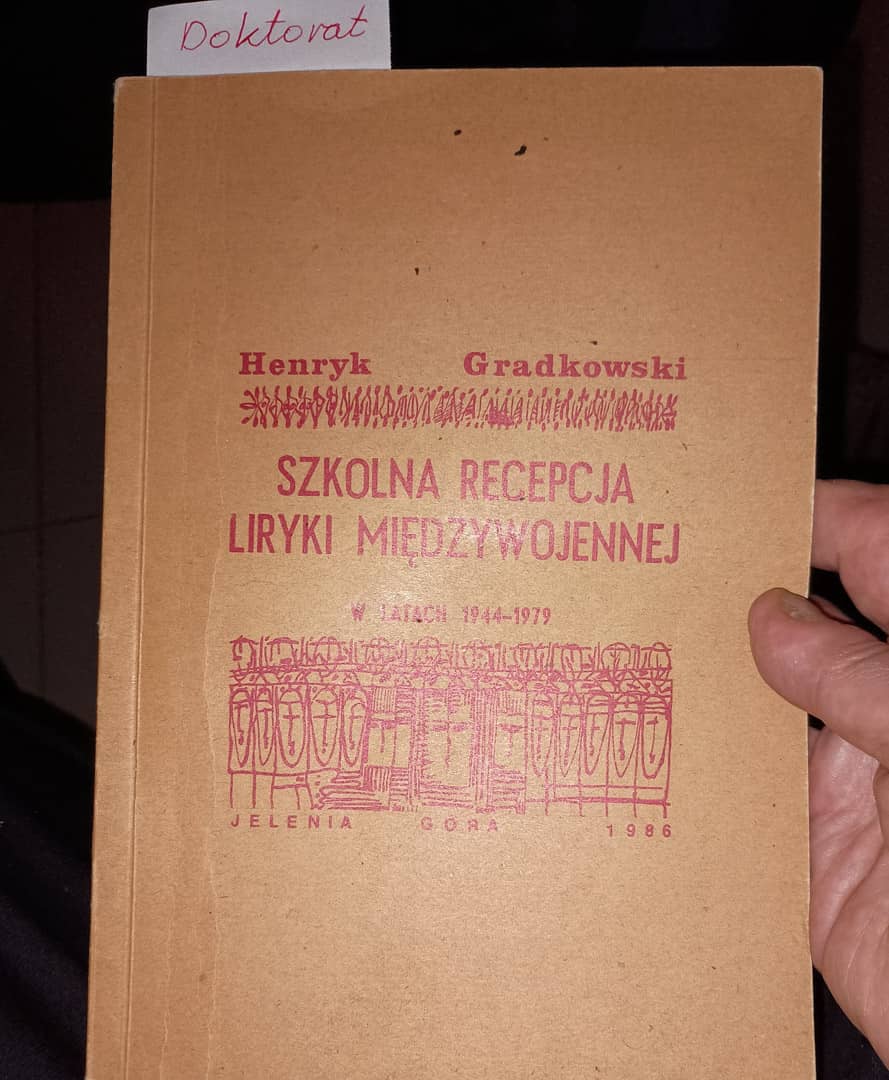 Doktorat
Henryk Gradkowski
SZKOLNA RECEPCJA
LIRYKI MIĘDZYWOJENNEJ
W LATACH 1944-1979
JELENIA GÓRA 1986